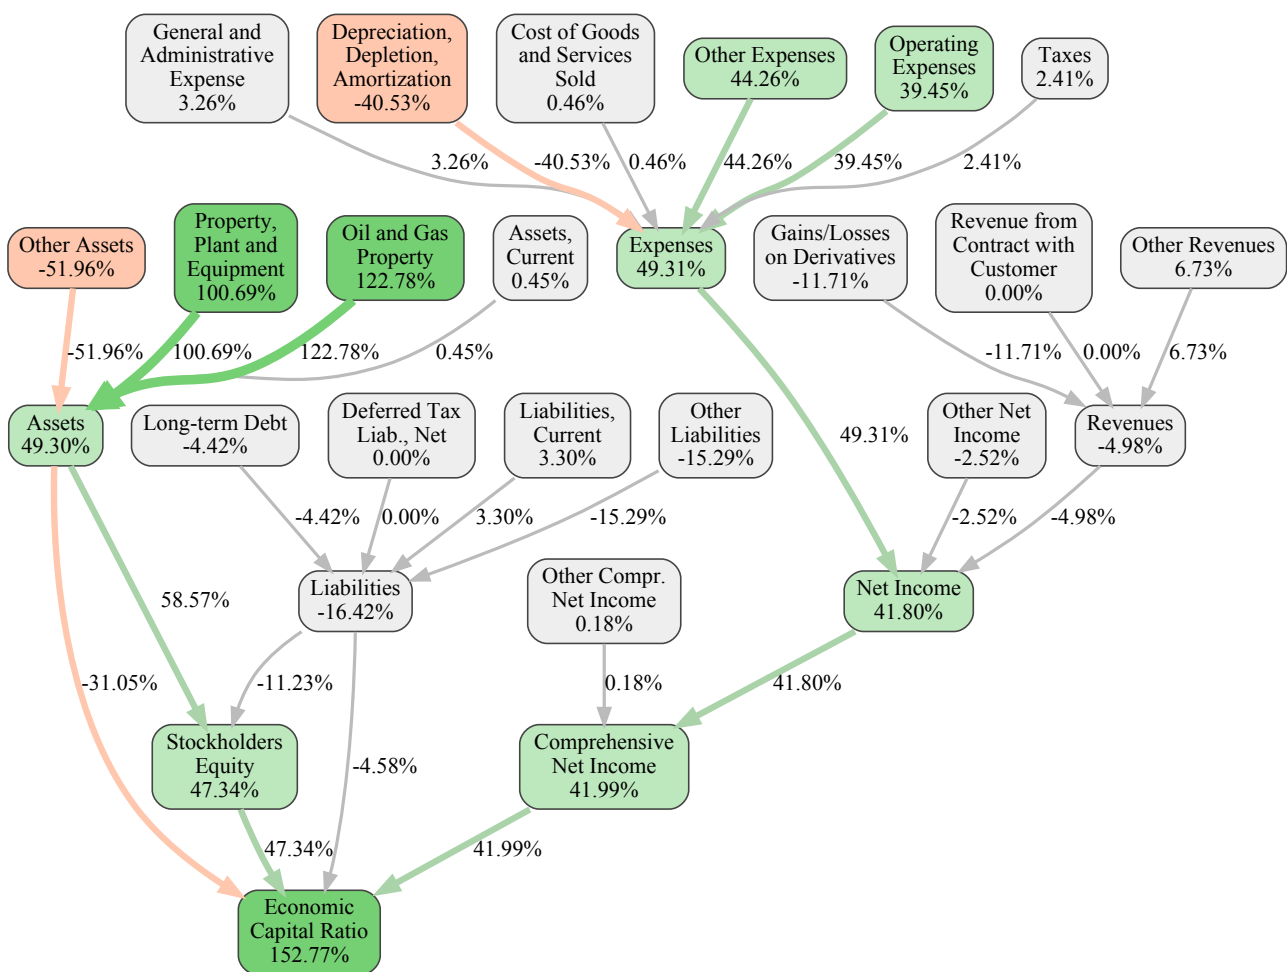 General and
Administrative
Expense
3.26%
Depreciation,
Depletion,
Amortization
-40.53%
Cost of Goods
and Services
Sold
0.46%
Other Expenses
44.26%
Operating
Expenses
39.45%
Taxes
2.41%
3.26%
-40.53%
0.46%
44.26%
39.45%
2.41%
Other Assets
-51.96%
Property,
Plant and
Equipment
100.69%
Oil and Gas
Property
122.78%
Assets,
Current
0.45%
Expenses
49.31%
Gains/Losses
on Derivatives
-11.71%
Revenue from
Contract with
Customer
0.00%
Other Revenues
6.73%
-51.96%
100.69%
122.78%
0.45%
-11.71%
0.00%
6.73%
Assets
49.30%
Long-term Debt
-4.42%
Deferred Tax
Liab., Net
0.00%
Liabilities,
Current
3.30%
Other
Liabilities
-15.29%
49.31%
Other Net
Income
-2.52%
Revenues
-4.98%
-4.42%
0.00%
3.30%
-15.29%
-2.52%
-4.98%
58.57%
Liabilities
-16.42%
Other Compr.
Net Income
0.18%
Net Income
41.80%
-31.05%
-11.23%
0.18%
41.80%
Stockholders
Equity
47.34%
-4.58%
Comprehensive
Net Income
41.99%
47.34%
41.99%
Economic
Capital Ratio
152.77%